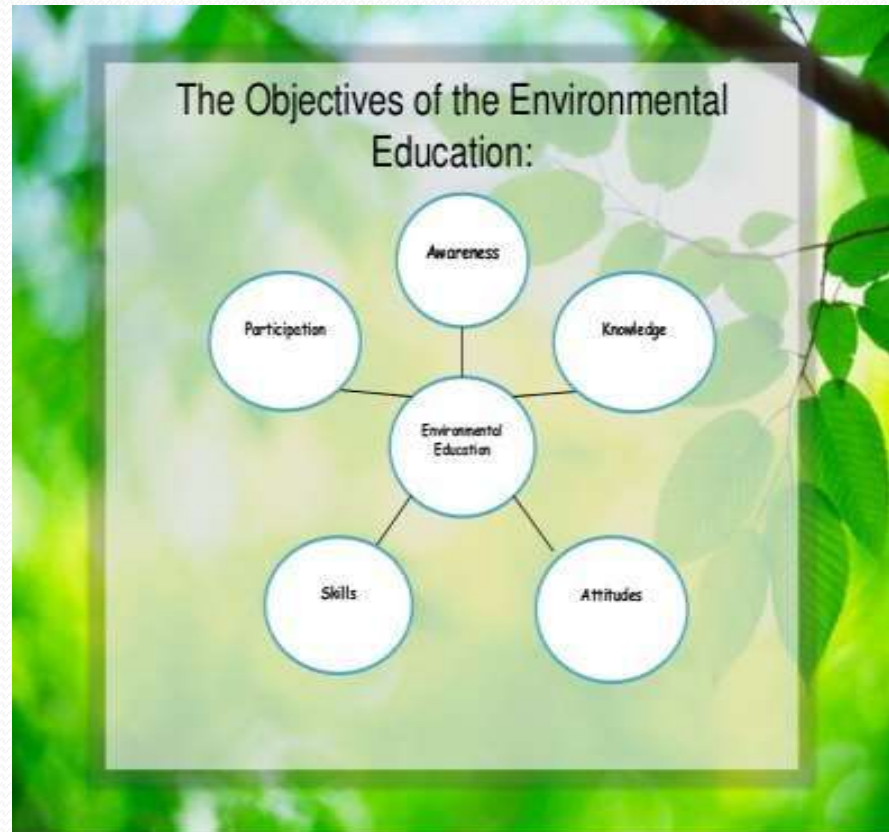 The Objectives of the Environmental
Education:
Awareness
Participation
Knowledge
Environmental
Education
Skills
Attitudes